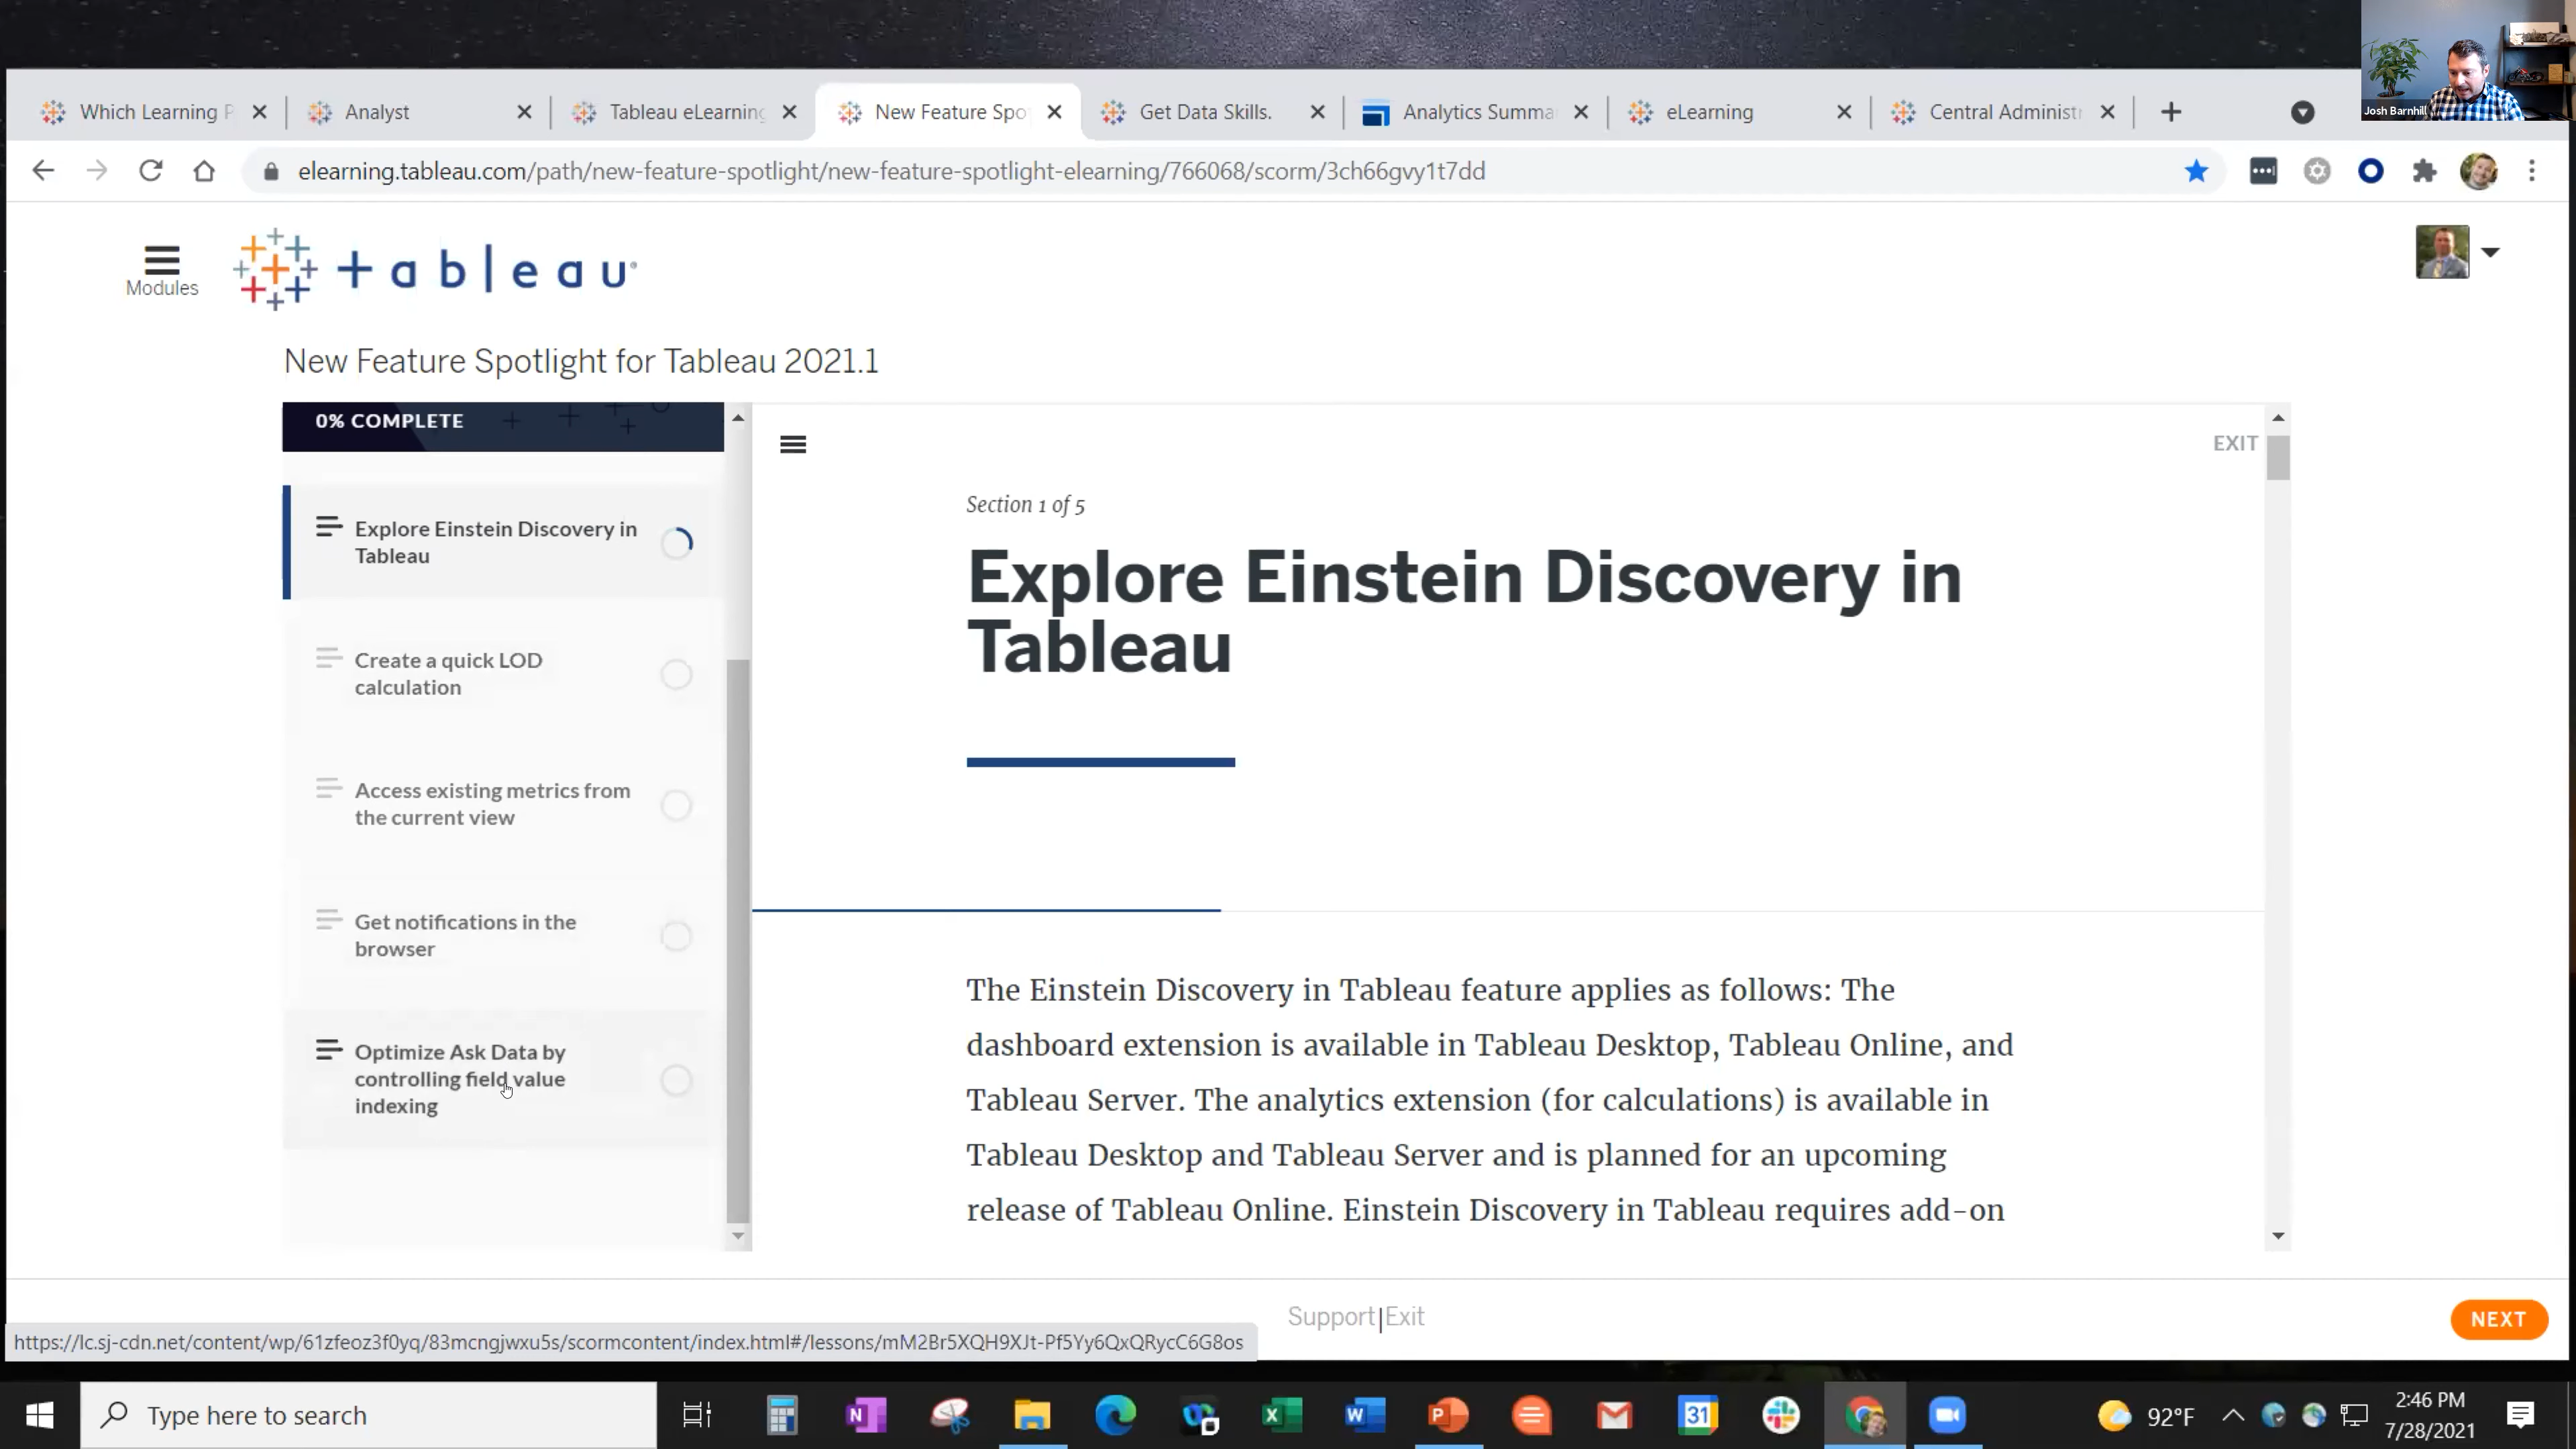 Josh Barnhill
Which Learning P
Analyst
Tableau eLearning
New Feature Spo
Get Data Skills.
Analytics Summa
eLearning
Central Administr
elearning.tableau.com/path/new-feature-spotlight/new-feature-spotlight-elearning/766068/scorm/3ch66gvy1t7dd
Modules
+ableau
New Feature Spotlight for Tableau 2021.1
0% COMPLETE
Explore Einstein Discovery in
Tableau
Create a quick LOD
calculation
Access existing metrics from
the current view
Get notifications in the
browser
Optimize Ask Data by
controlling field value
indexing
EXIT
Section 1 of 5
Explore Einstein Discovery in
Tableau
The Einstein Discovery in Tableau feature applies as follows: The
dashboard extension is available in Tableau Desktop, Tableau Online, and
Tableau Server. The analytics extension (for calculations) is available in
Tableau Desktop and Tableau Server and is planned for an upcoming
release of Tableau Online. Einstein Discovery in Tableau requires add-on
Support|Exit
NEXT
https://lc.sj-cdn.net/content/wp/61zfeoz3f0yq/83mcngjwxu5s/scormcontent/index.html#/lessons/mM2Br5XQH9XJt-Pf5Yy6QxQRycC6G8os
Type here to search
N
X
W
P
31
92°F
2:46 PM
7/28/2021